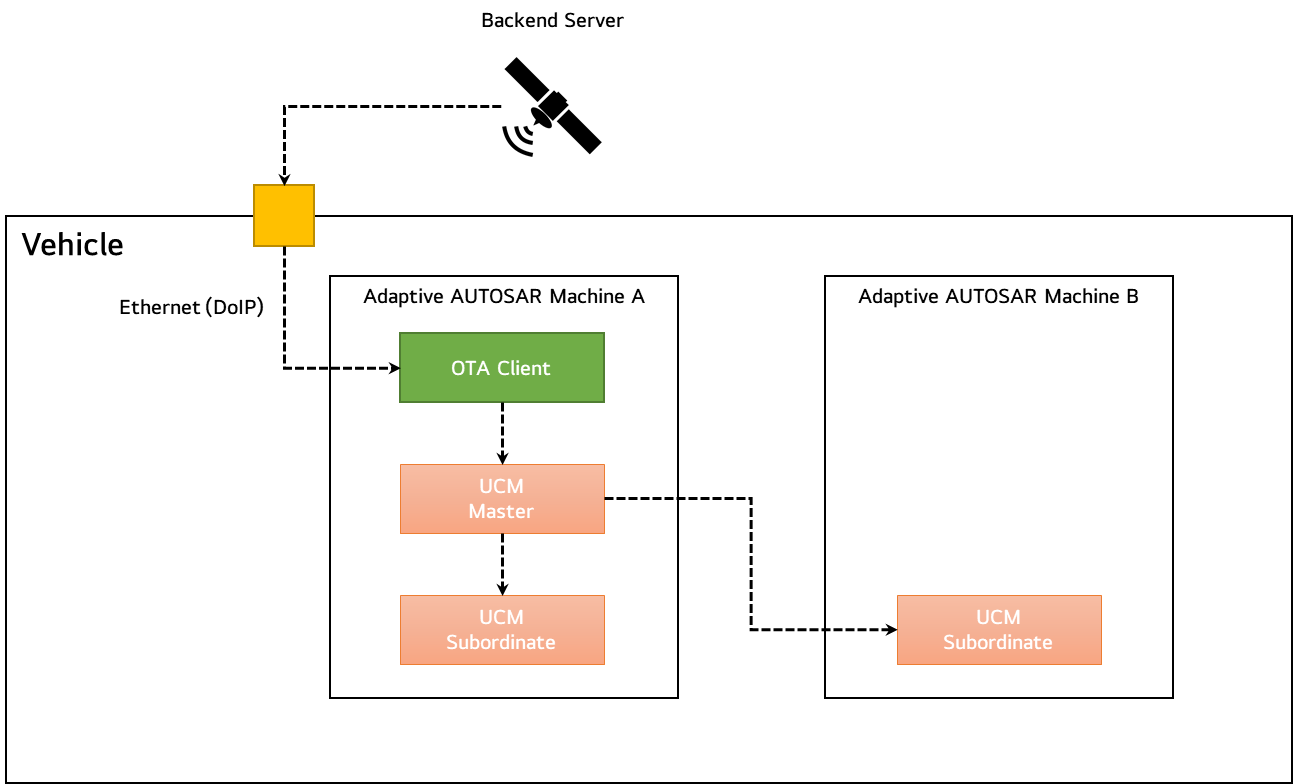 Backend Server
Vehicle
Ethernet (DoIP)
Adaptive AUTOSAR Machine A
OTA Client
UCM
Master
UCM
Subordinate
Adaptive AUTOSAR Machine B
UCM
Subordinate